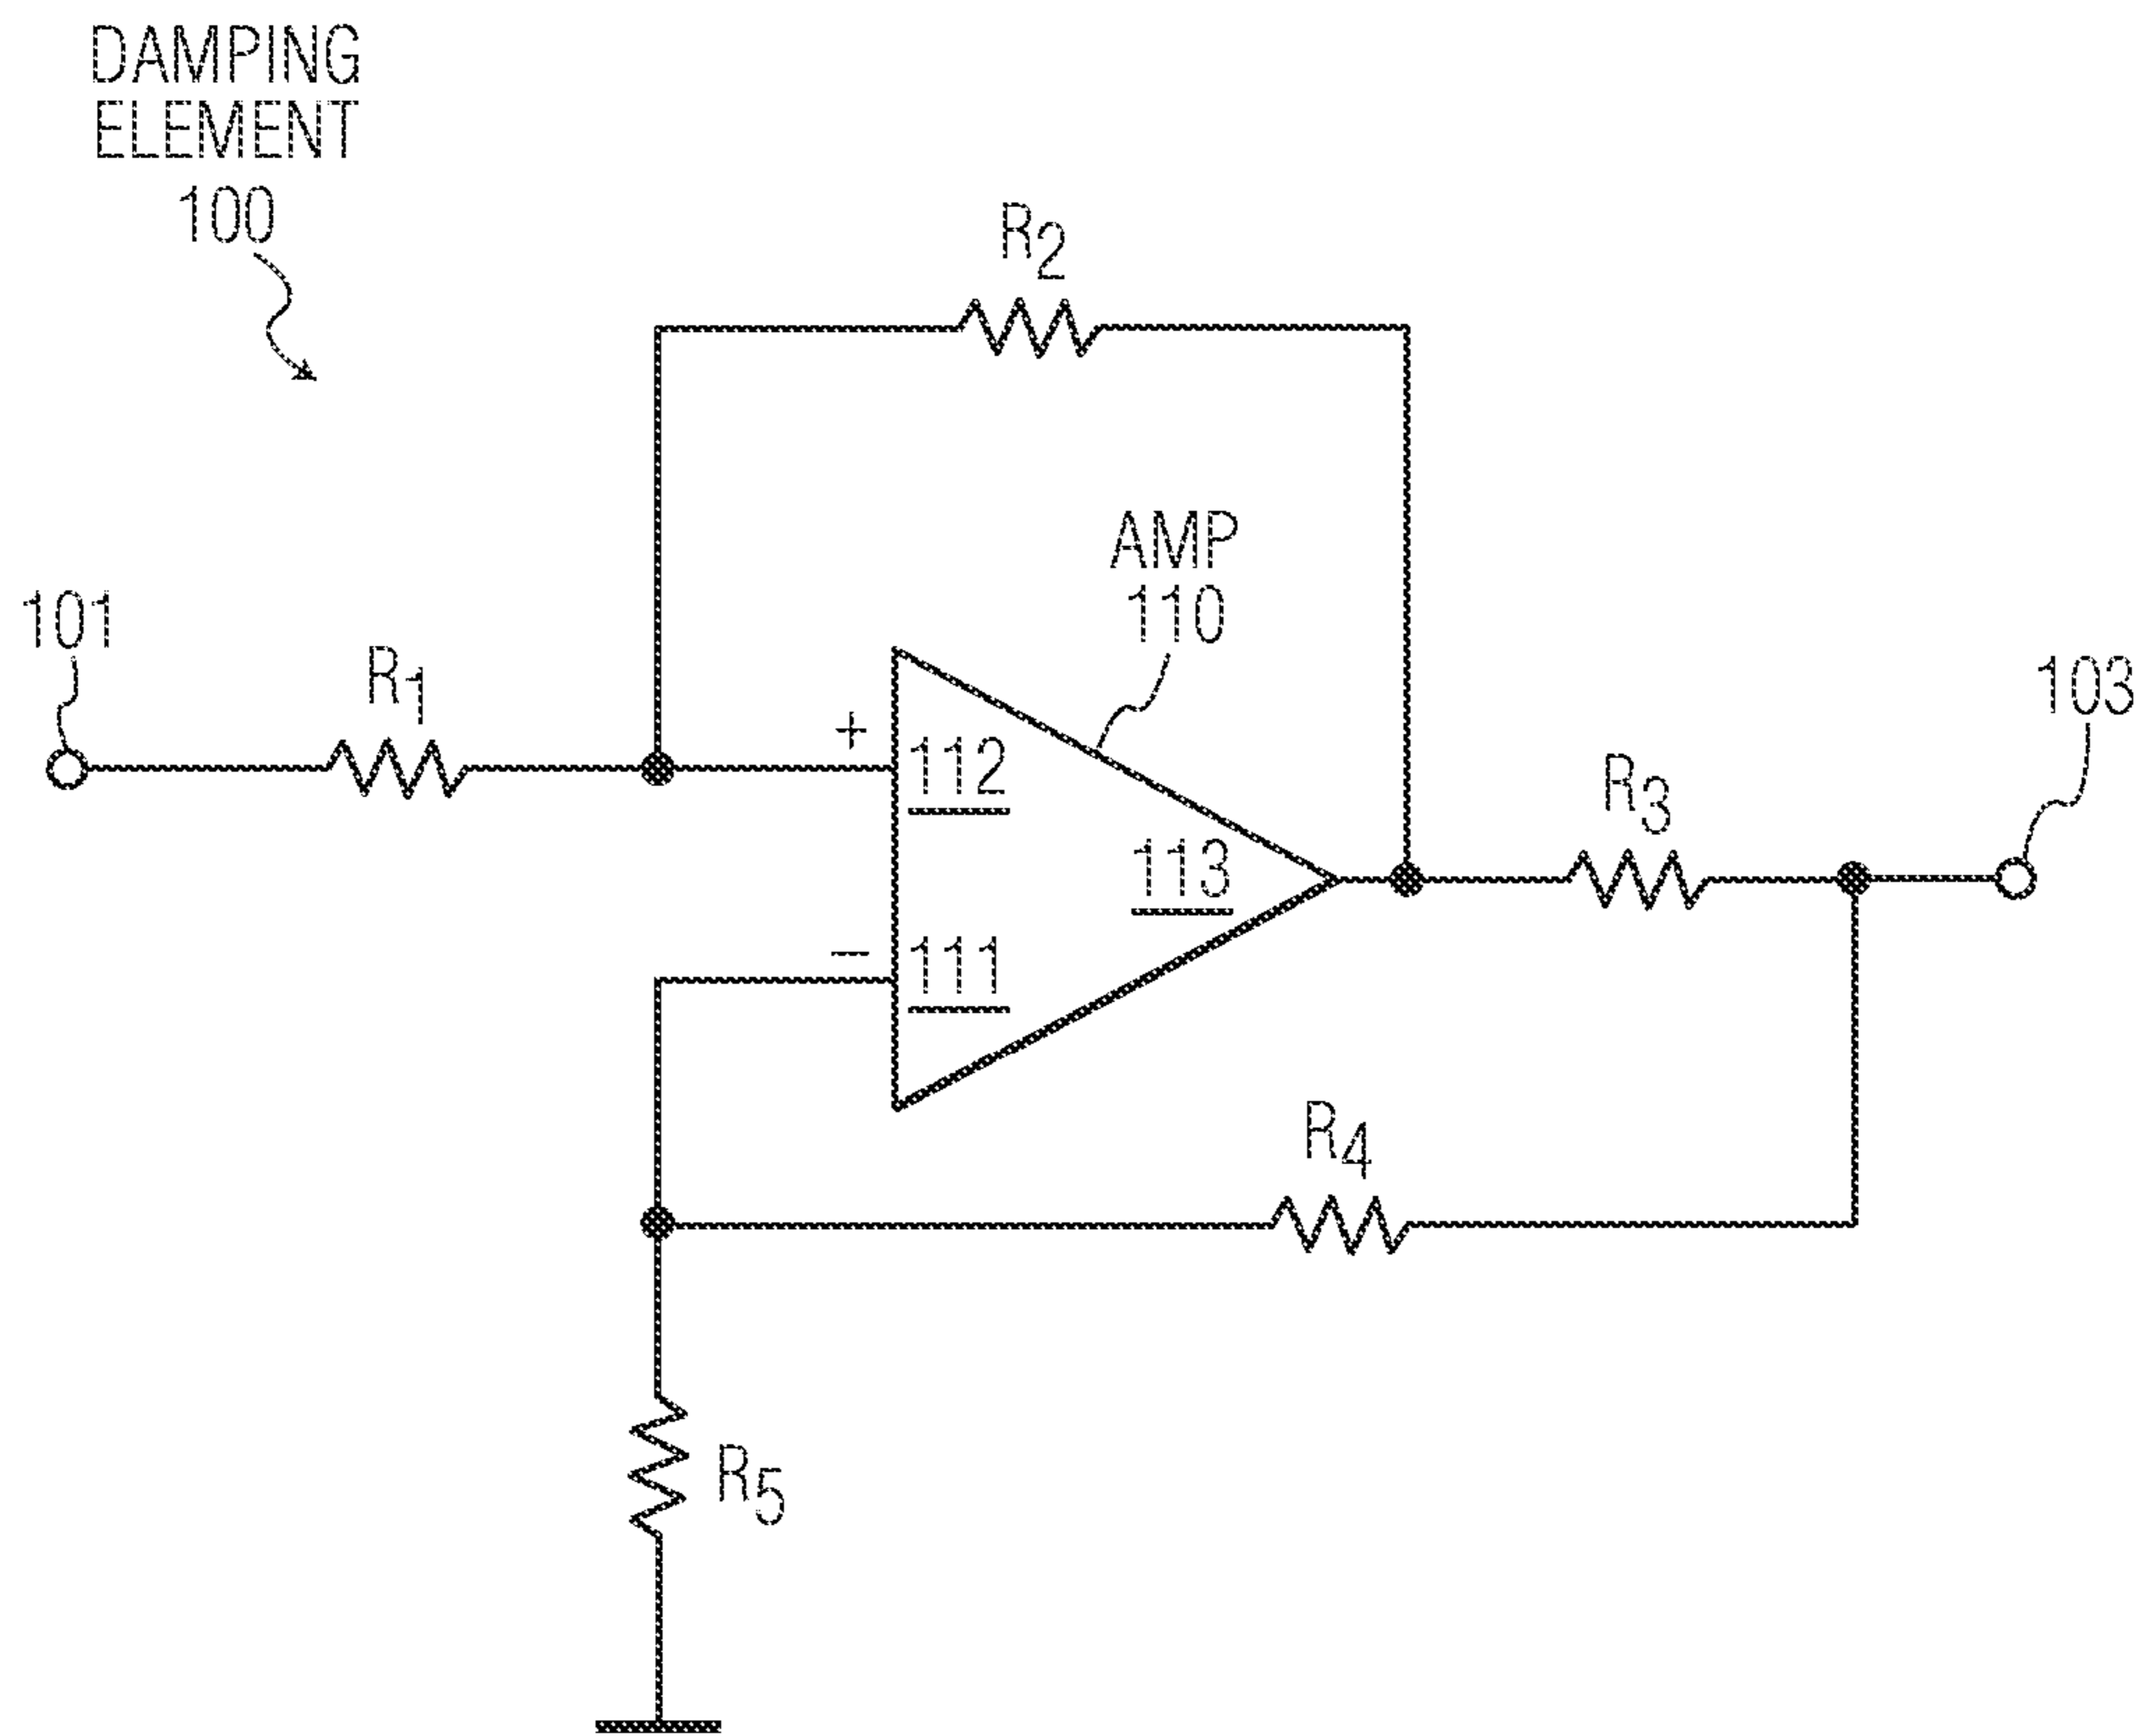 DAMPING
ELEMENT
100
R2
AMP
110
101
R1
103
+
112
R3
113
−
111
R4
R5